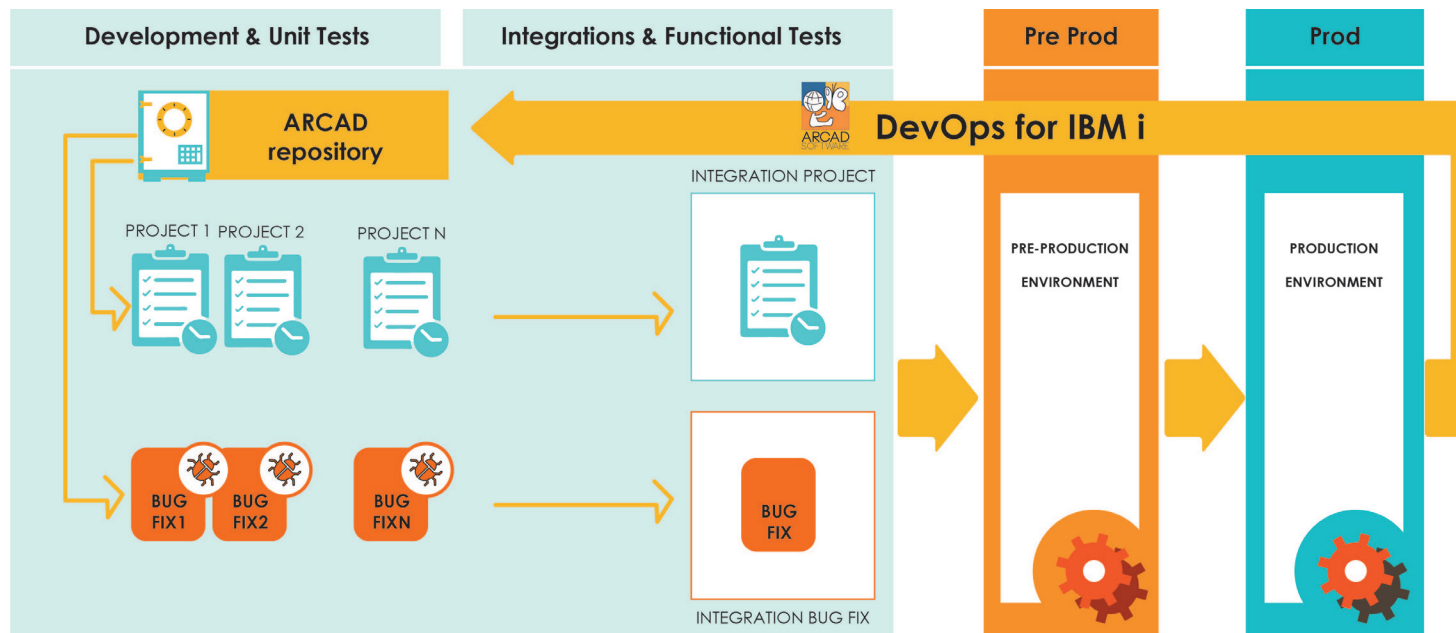 Development & Unit Tests
Integrations & Functional Tests
Pre Prod
Prod
ARCAD
repository
ARCAD
SOFTWARE
DevOps for IBM i
INTEGRATION PROJECT
PROJECT 1
PROJECT 2
PROJECT N
PRE-PRODUCTION
ENVIRONMENT
PRODUCTION
ENVIRONMENT
BUG
FIX1
BUG
FIX2
BUG
FIXN
BUG
FIX
INTEGRATION BUG FIX